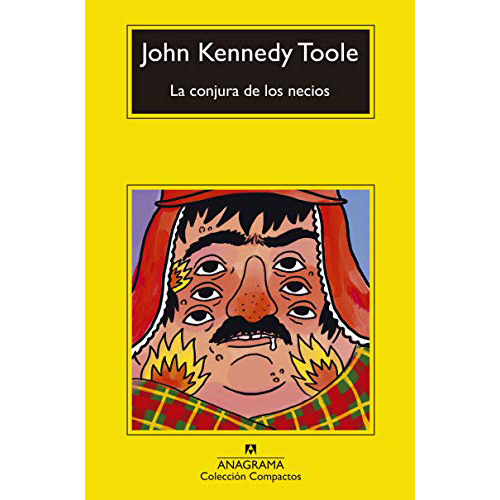 John Kennedy Toole
La conjura de los necios
ANAGRAMA
Colección Compactos